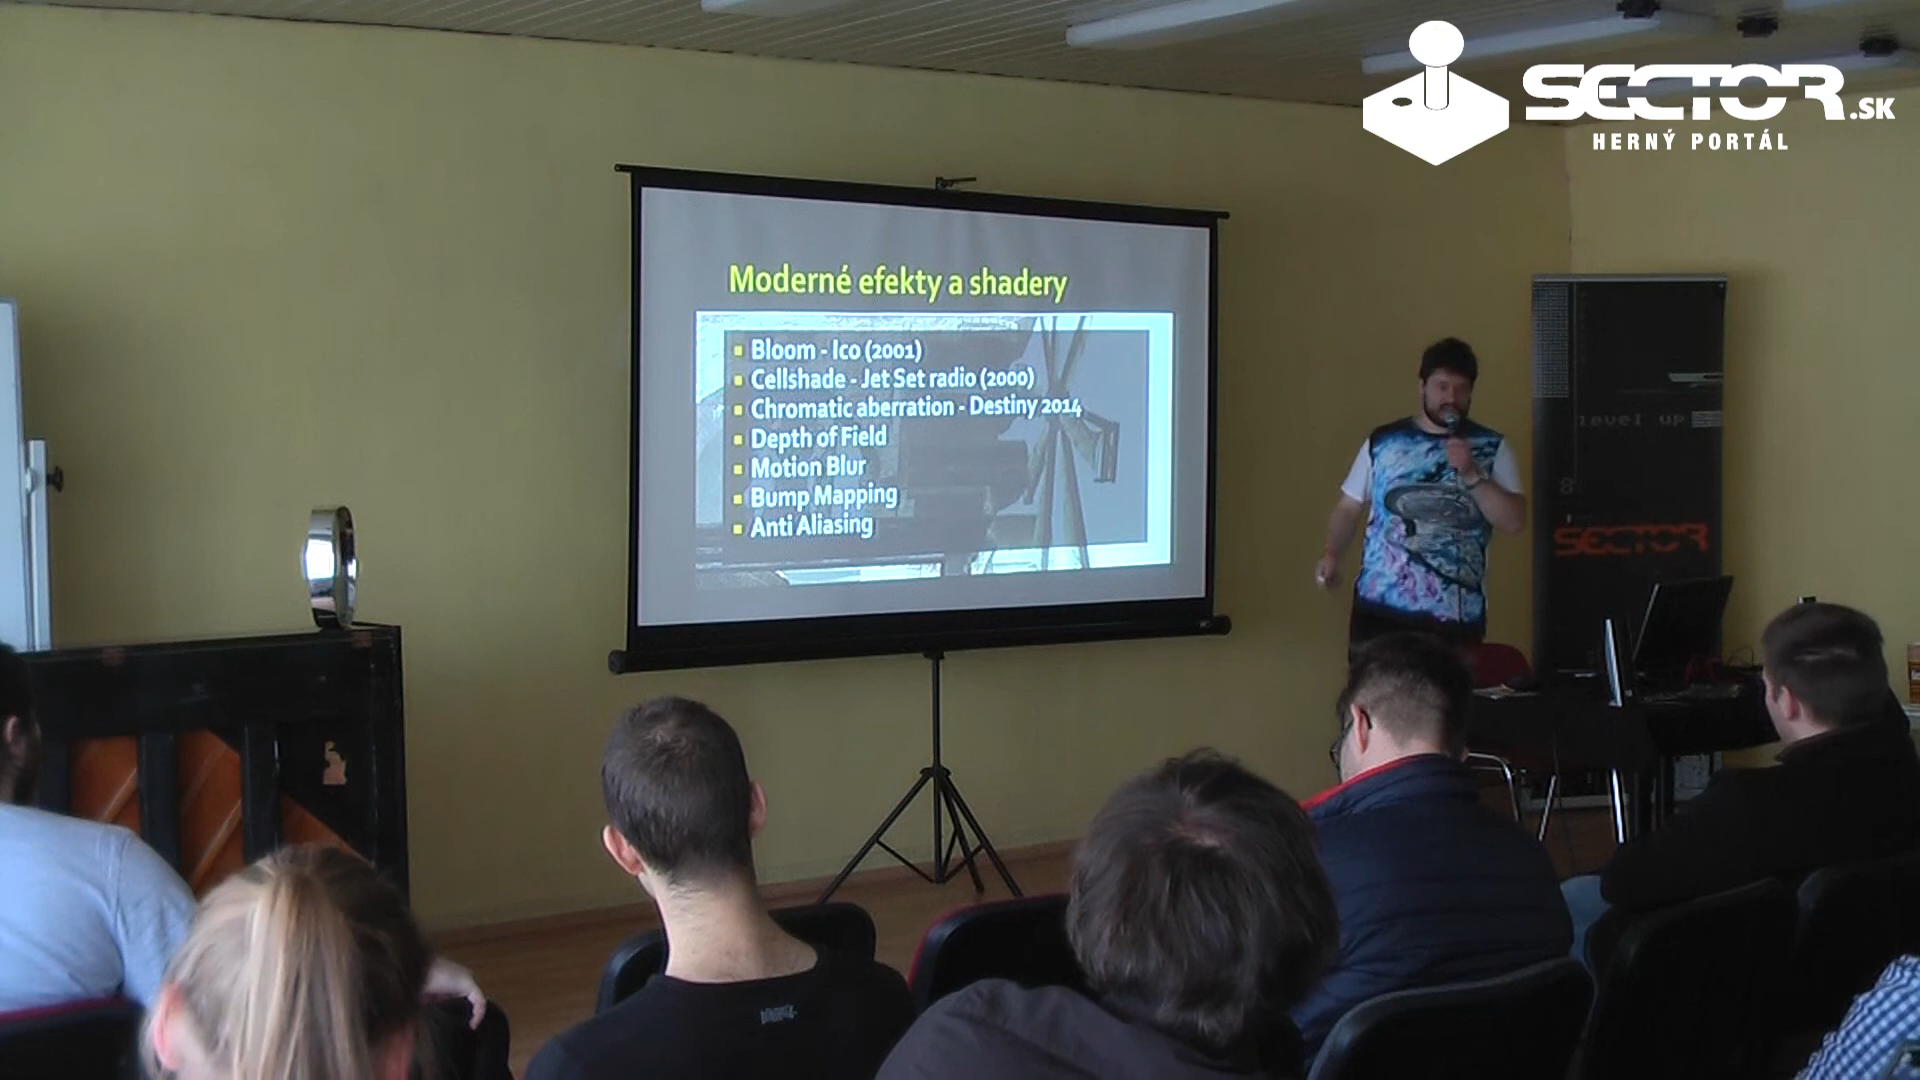 SECTOR.SK
HERNÝ PORTÁL
Moderné efekty a shadery
Bloom - Ico (2001)
Cellshade - Jet Set radio (2000)
Chromatic aberration - Destiny 2014
Depth of Field
Motion Blur
Bump Mapping
Anti Aliasing
level up
SECTOR